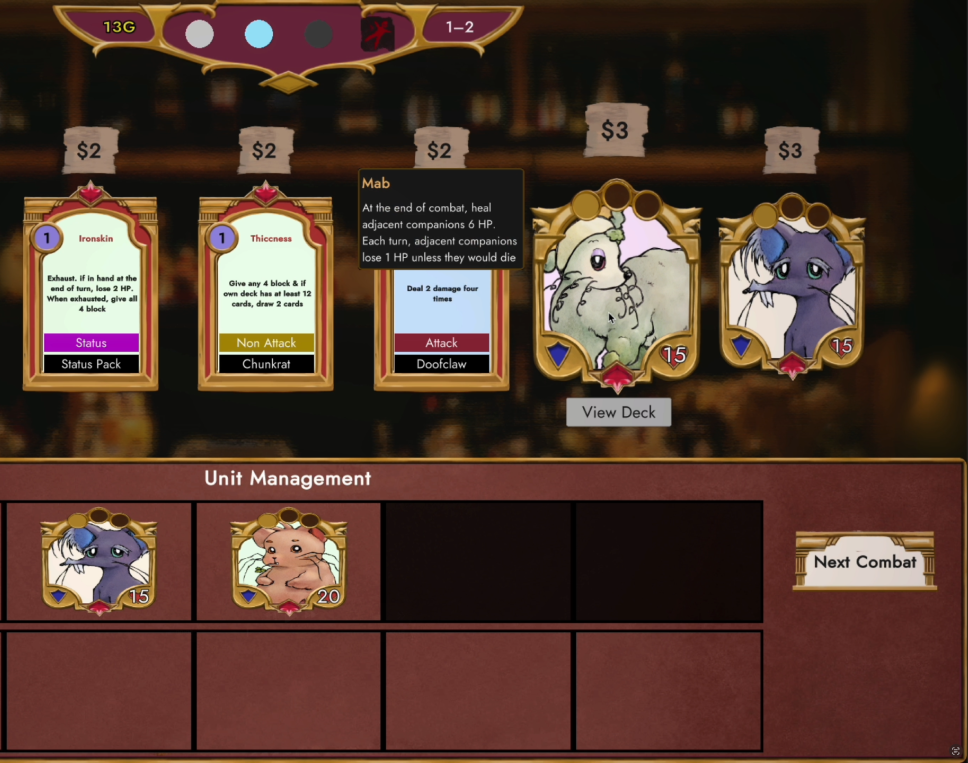 13G
1–2
$2
$2
$2
$3
$3
1
Ironskin
Exhaust. if in hand at the
end of turn, lose 2 HP.
When exhausted, give all
4 block
Status
Status Pack
1
Thiccness
Give any 4 block & if
own deck has at least 12
cards, draw 2 cards
Non Attack
Chunkrat
Mab
At the end of combat, heal
adjacent companions 6 HP.
Each turn, adjacent companions
lose 1 HP unless they would die
Deal 2 damage four
times
Attack
Doofclaw
15
View Deck
15
Unit Management
15
20
Next Combat